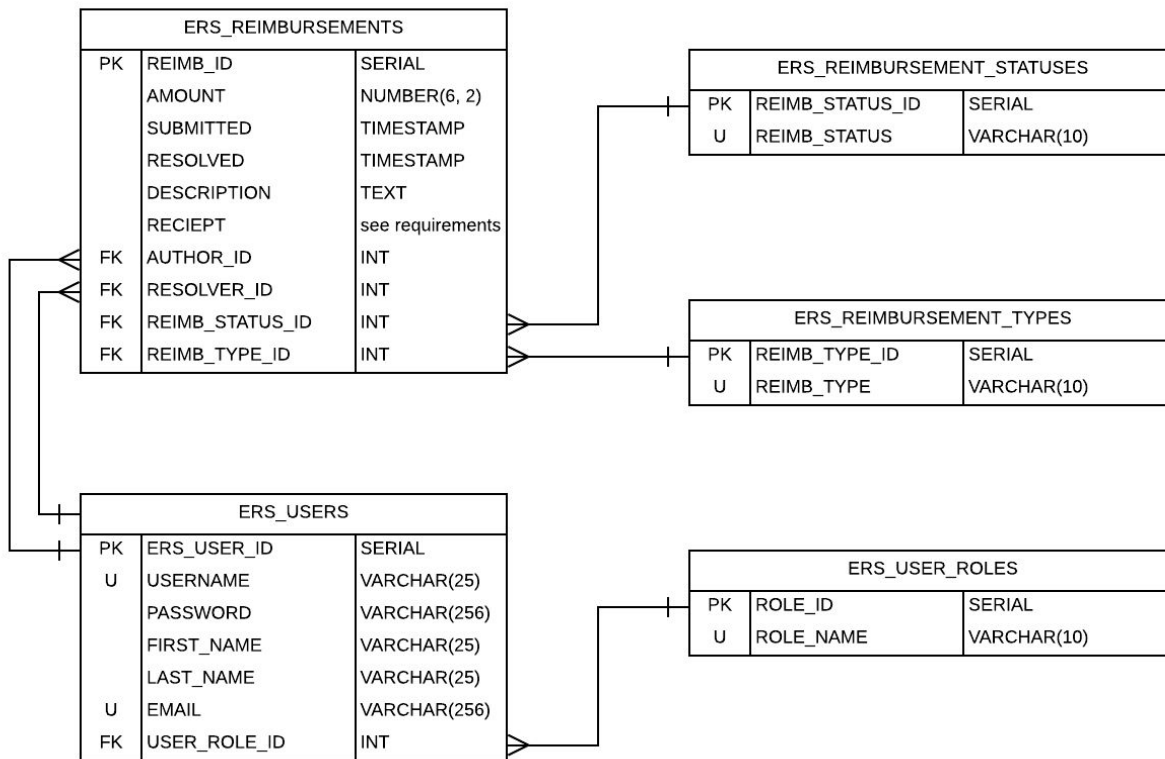 ERS_REIMBURSEMENTS
PK REIMB_ID SERIAL
AMOUNT NUMBER(6, 2)
SUBMITTED TIMESTAMP
RESOLVED TIMESTAMP
DESCRIPTION TEXT
RECIEPT see requirements
FK AUTHOR_ID INT
FK RESOLVER_ID INT
FK REIMB_STATUS_ID INT
FK REIMB_TYPE_ID INT
ERS_REIMBURSEMENT_STATUSES
PK REIMB_STATUS_ID SERIAL
U REIMB_STATUS VARCHAR(10)
ERS_REIMBURSEMENT_TYPES
PK REIMB_TYPE_ID SERIAL
U REIMB_TYPE VARCHAR(10)
ERS_USERS
PK ERS_USER_ID SERIAL
U USERNAME VARCHAR(25)
PASSWORD VARCHAR(256)
FIRST_NAME VARCHAR(25)
LAST_NAME VARCHAR(25)
U EMAIL VARCHAR(256)
FK USER_ROLE_ID INT
ERS_USER_ROLES
PK ROLE_ID SERIAL
U ROLE_NAME VARCHAR(10)